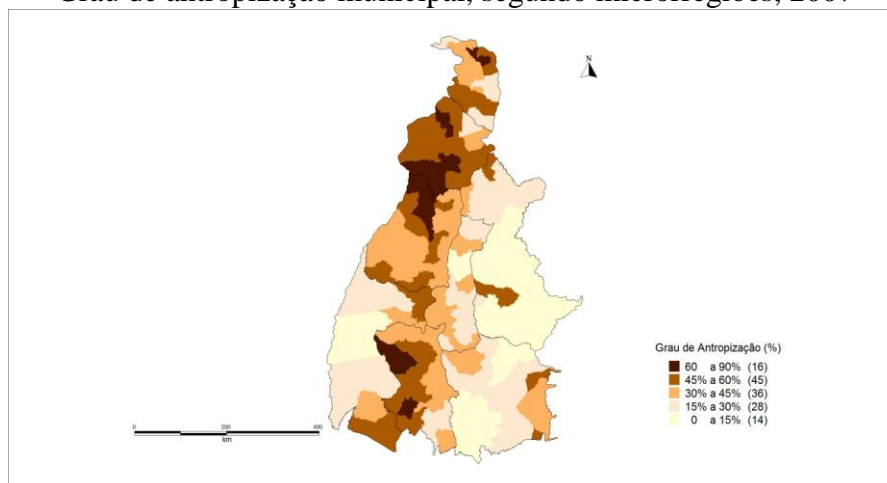 Grau de antropização municipal, segundo microrregiões, 2007
N
Grau de Antropização (%)
60 a 90% (16)
45% a 60% (45)
30% a 45% (36)
15% a 30% (28)
0 a 15% (14)
0 200 400
km